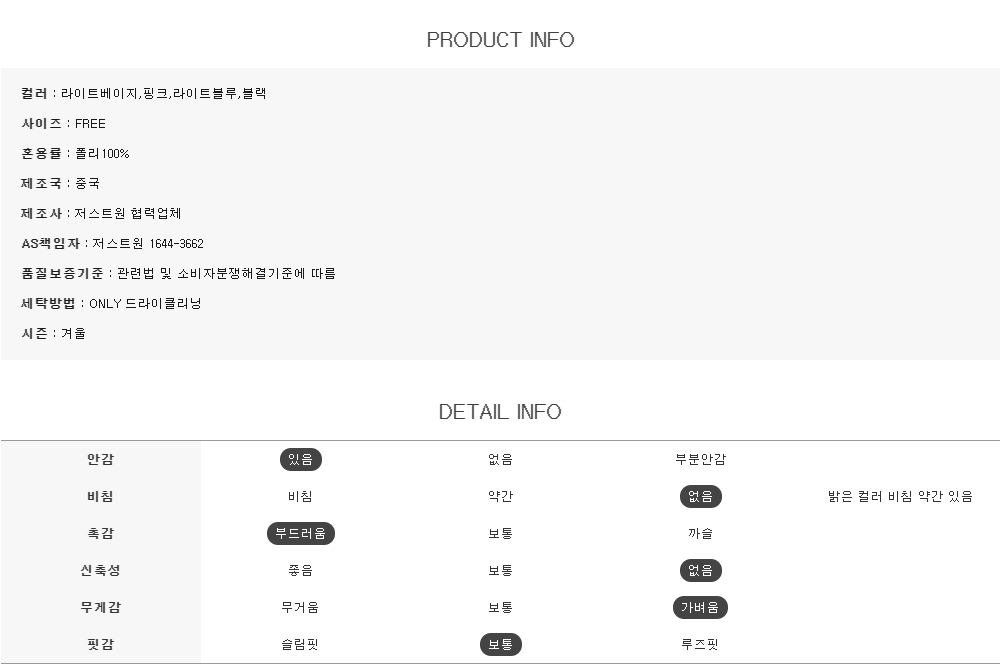 PRODUCT INFO
컬러 : 라이트베이지,핑크,라이트블루,블랙
사이즈 : FREE
혼용률 : 폴리100%
제조국 : 중국
제조사 : 저스트원 협력업체
AS책임자 : 저스트원 1644-3662
품질보증기준 : 관련법 및 소비자분쟁해결기준에 따름
세탁방법 : ONLY 드라이클리닝
시즌 : 겨울
DETAIL INFO
안감 있음 없음 부분안감
비침 비침 약간 없음 밝은 컬러 비침 약간 있음
촉감 부드러움 보통 까슬
신축성 좋음 보통 없음
무게감 무거움 보통 가벼움
핏감 슬림핏 보통 루즈핏